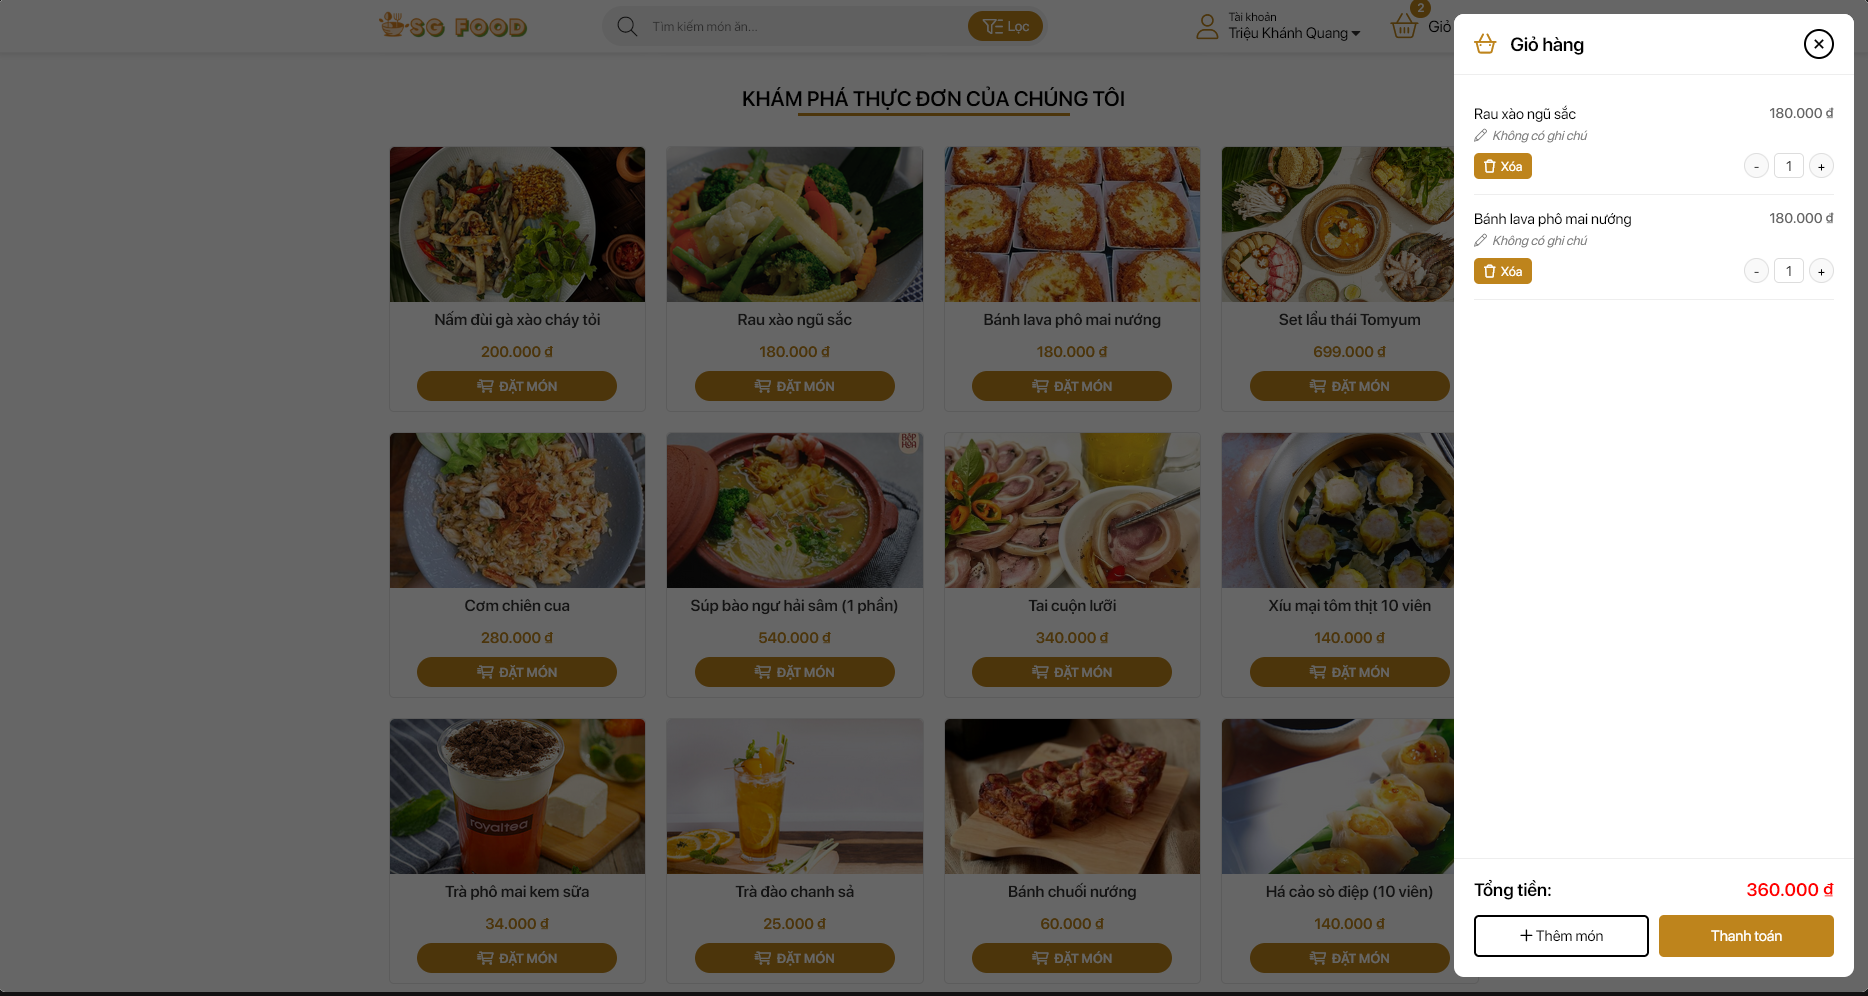 SG FOOD
Tìm kiếm món ăn...
Lọc
Tài khoản
Triệu Khánh Quang
2
Giỏ
KHÁM PHÁ THỰC ĐƠN CỦA CHÚNG TÔI
Nấm đùi gà xào cháy tỏi
200.000 ₫
ĐẶT MÓN
Rau xào ngũ sắc
180.000 ₫
ĐẶT MÓN
Bánh lava phô mai nướng
180.000 ₫
ĐẶT MÓN
Set lẩu thái Tomyum
699.000 ₫
ĐẶT MÓN
Cơm chiên cua
280.000 ₫
ĐẶT MÓN
Súp bào ngư hải sâm (1 phần)
540.000 ₫
ĐẶT MÓN
Tai cuộn lưỡi
340.000 ₫
ĐẶT MÓN
Xíu mại tôm thịt 10 viên
140.000 ₫
ĐẶT MÓN
royaltea
Trà phô mai kem sữa
34.000 ₫
ĐẶT MÓN
Trà đào chanh sả
25.000 ₫
ĐẶT MÓN
Bánh chuối nướng
60.000 ₫
ĐẶT MÓN
Há cảo sò điệp (10 viên)
140.000 ₫
ĐẶT MÓN
Giỏ hàng
Rau xào ngũ sắc
180.000 ₫
Không có ghi chú
Xóa
- 1 +
Bánh lava phô mai nướng
180.000 ₫
Không có ghi chú
Xóa
- 1 +
Tổng tiền:
360.000 ₫
Thêm món
Thanh toán